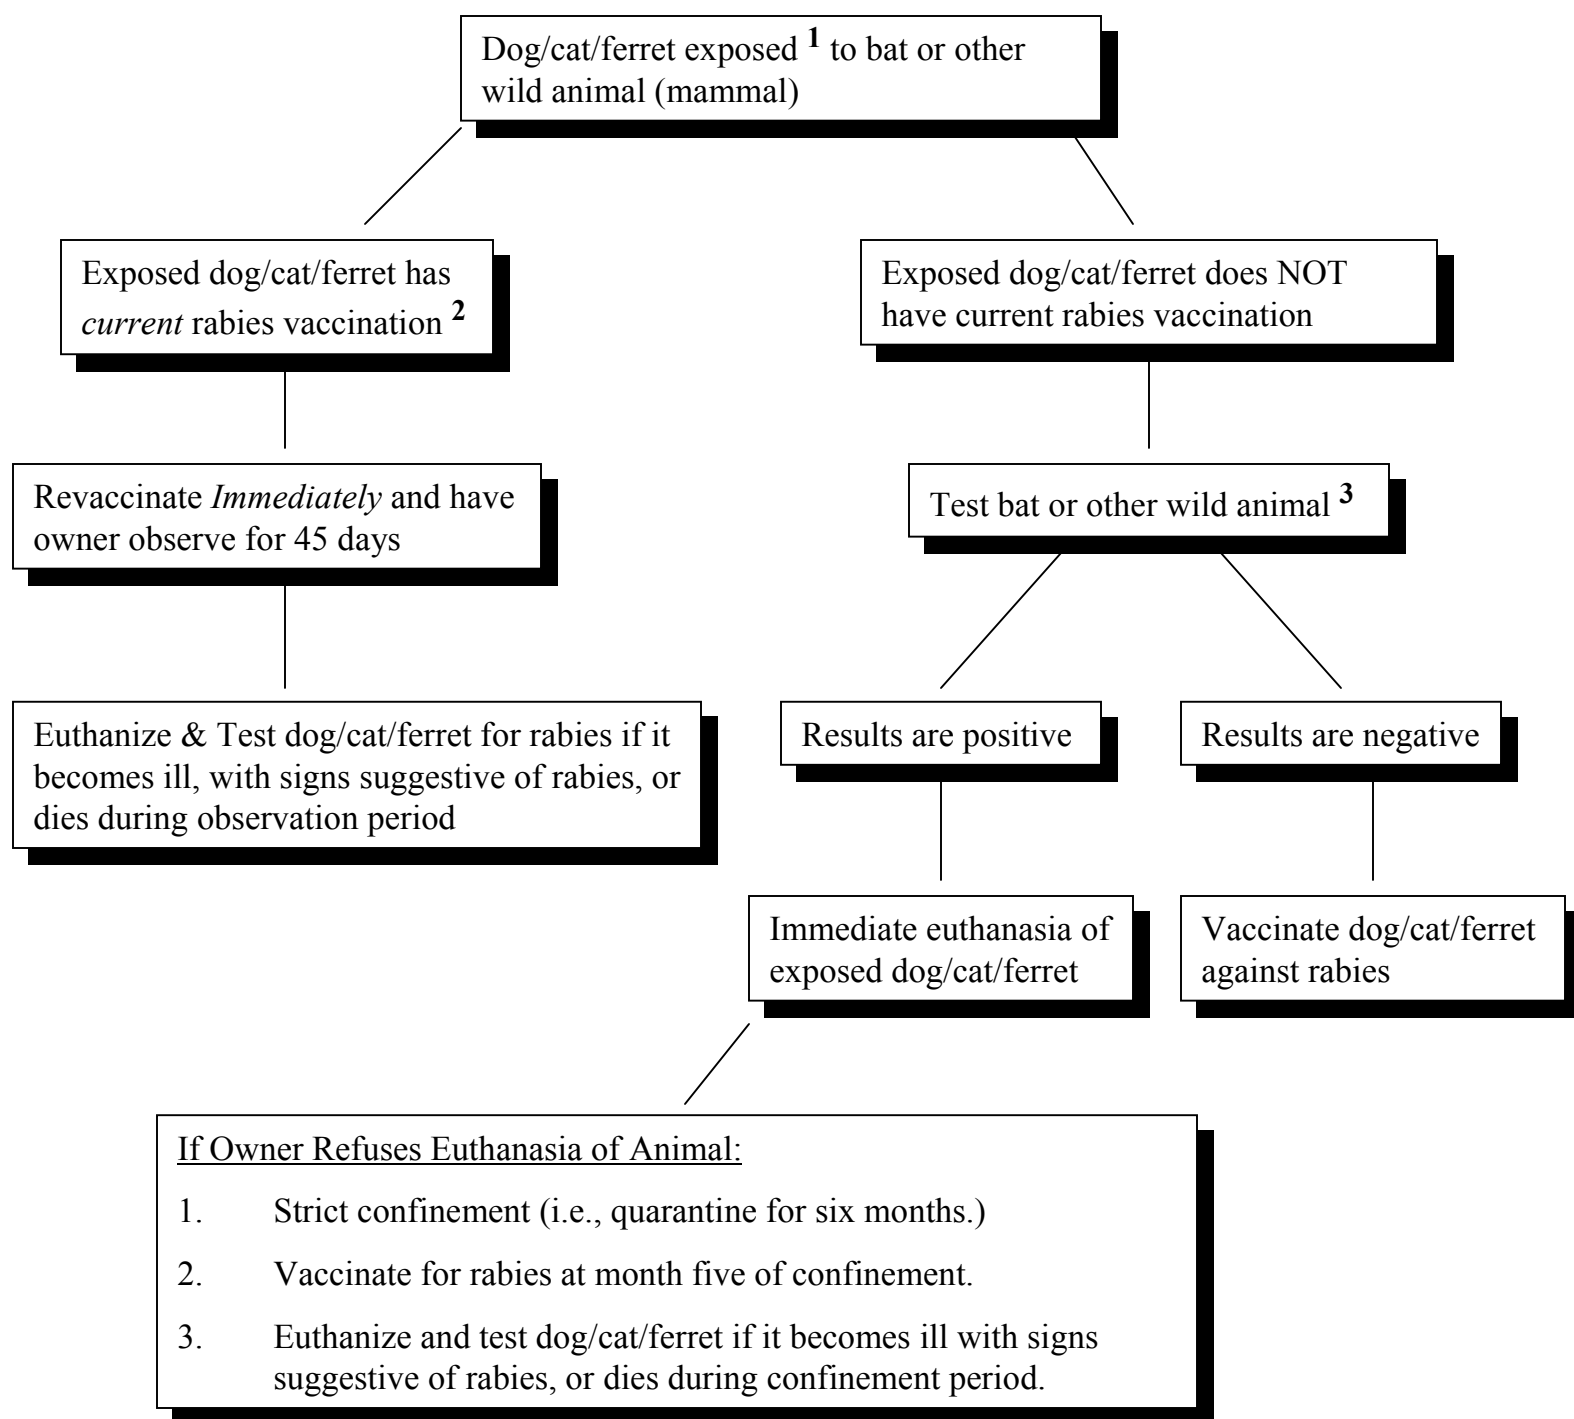 Dog/cat/ferret exposed 1 to bat or other
wild animal (mammal)
Exposed dog/cat/ferret has
current rabies vaccination 2
Exposed dog/cat/ferret does NOT
have current rabies vaccination
Revaccinate Immediately and have
owner observe for 45 days
Test bat or other wild animal 3
Euthanize & Test dog/cat/ferret for rabies if it
becomes ill, with signs suggestive of rabies, or
dies during observation period
Results are positive
Results are negative
Immediate euthanasia of
exposed dog/cat/ferret
Vaccinate dog/cat/ferret
against rabies
If Owner Refuses Euthanasia of Animal:
1. Strict confinement (i.e., quarantine for six months.)
2. Vaccinate for rabies at month five of confinement.
3. Euthanize and test dog/cat/ferret if it becomes ill with signs
suggestive of rabies, or dies during confinement period.